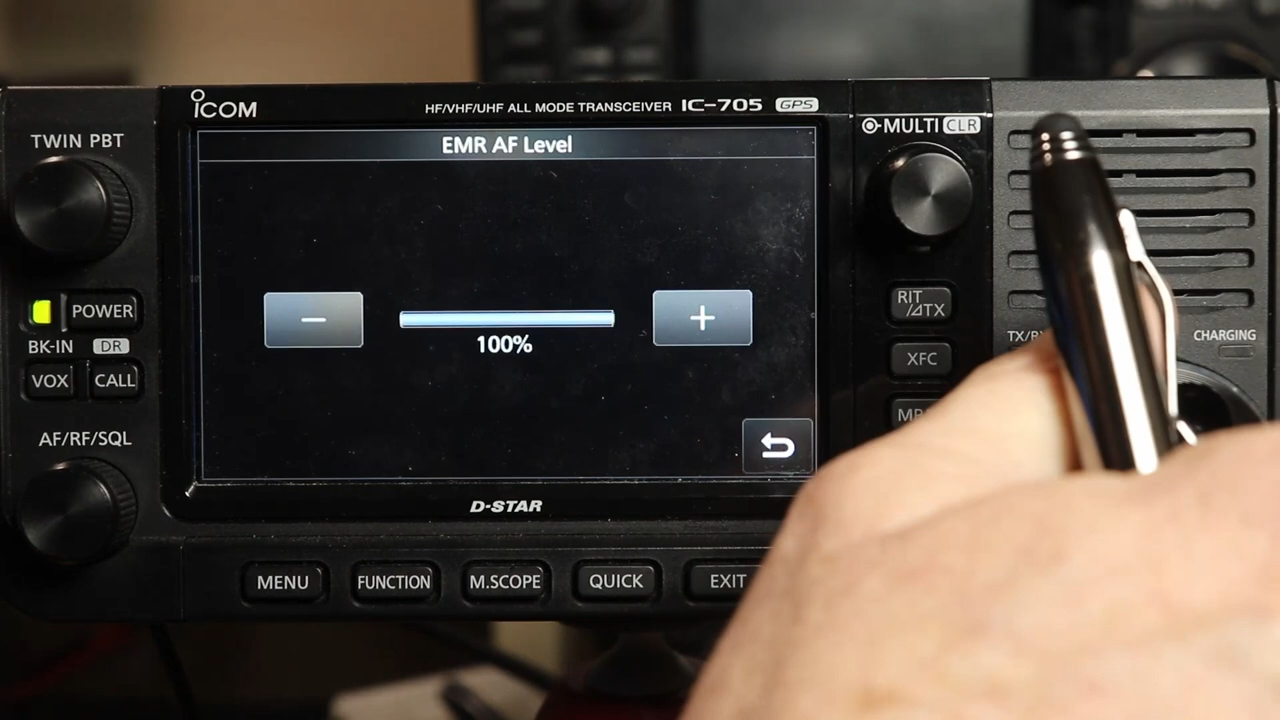 ICOM
HF/VHF/UHF ALL MODE TRANSCEIVER IC-705 GPS
TWIN PBT
EMR AF Level
MULTI CLR
POWER
BK-IN DR
VOX CALL
AF/RF/SQL
− 100% +
RIT
/⊿TX
XFC
CHARGING
D-STAR
MENU FUNCTION M.SCOPE QUICK EXIT